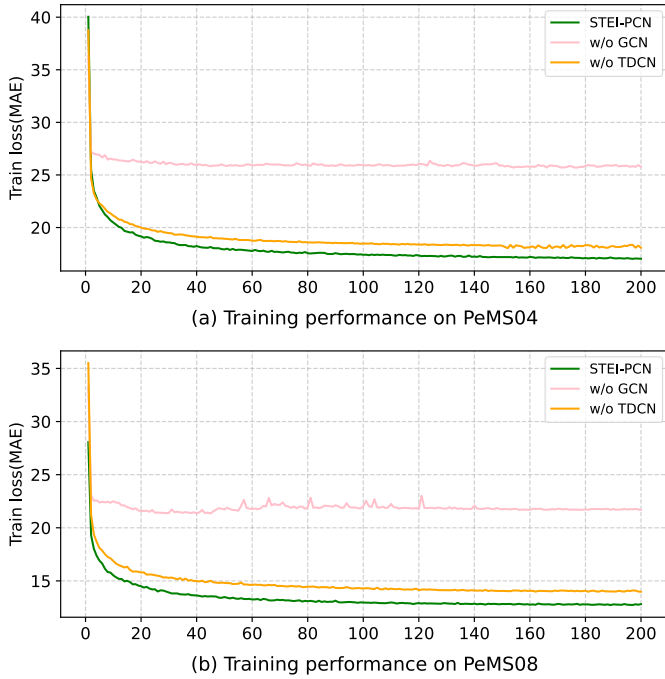 40
35
30
25
20
Train loss(MAE)
STEI-PCN
w/o GCN
w/o TDCN
0 20 40 60 80 100 120 140 160 180 200
(a) Training performance on PeMS04
35
30
25
20
15
Train loss(MAE)
STEI-PCN
w/o GCN
w/o TDCN
0 20 40 60 80 100 120 140 160 180 200
(b) Training performance on PeMS08